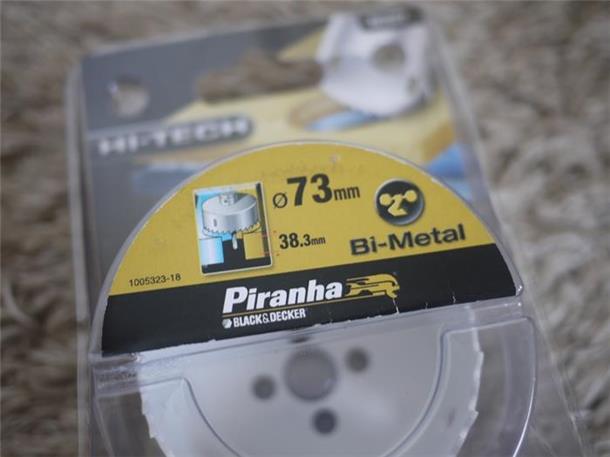 HI-TECH
ø73mm
38.3mm
Bi-Metal
1005323-18
Piranha
BLACK&DECKER